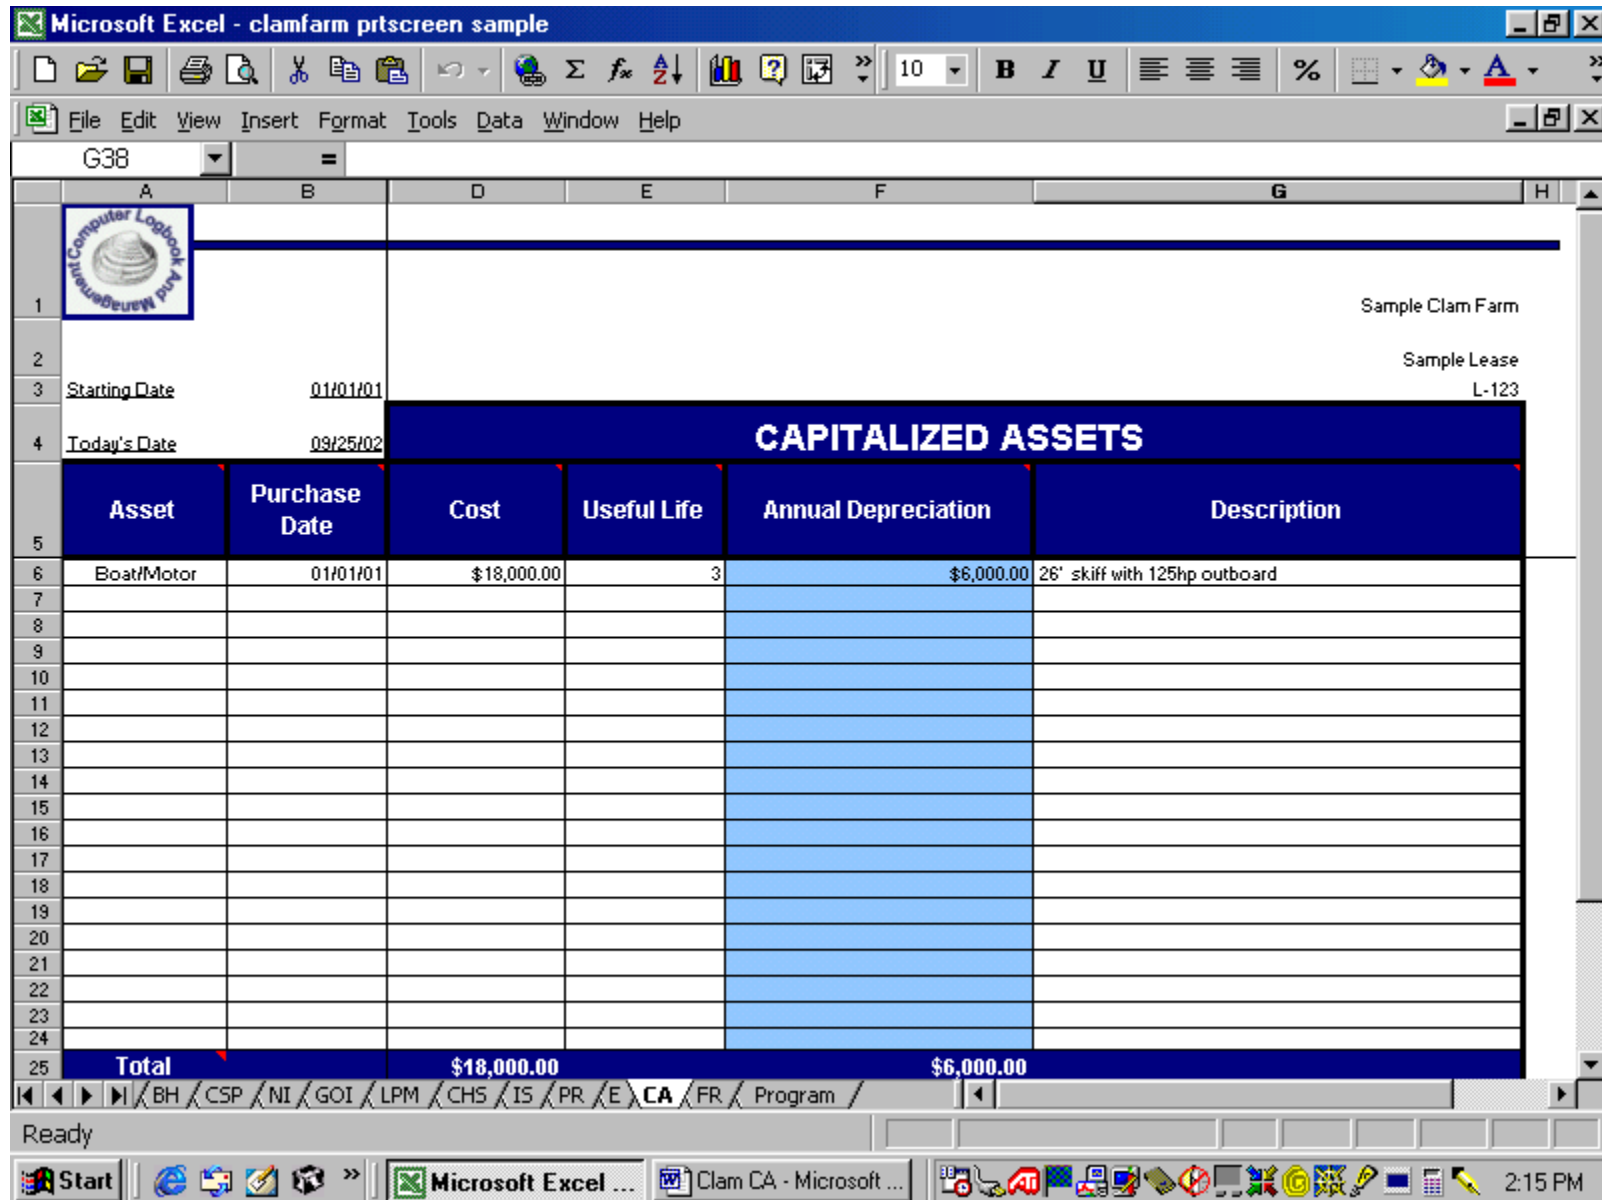 Microsoft Excel - clamfarm prtscreen sample
10 B I U %
File Edit View Insert Format Tools Data Window Help
G38 =
A B D E F G H
Computer Logbook And Management
1 Sample Clam Farm
2 Sample Lease
3 Starting Date 01/01/01 L-123
4 Today's Date 09/25/02 CAPITALIZED ASSETS
5 Asset Purchase Date Cost Useful Life Annual Depreciation Description
6 Boat/Motor 01/01/01 $18,000.00 3 $6,000.00 26' skiff with 125hp outboard
7
8
9
10
11
12
13
14
15
16
17
18
19
20
21
22
23
24
25 Total $18,000.00 $6,000.00
BH CSP NI GOI LPM CHS IS PR E CA FR Program
Ready
Start Microsoft Excel ... Clam CA - Microsoft ... 2:15 PM